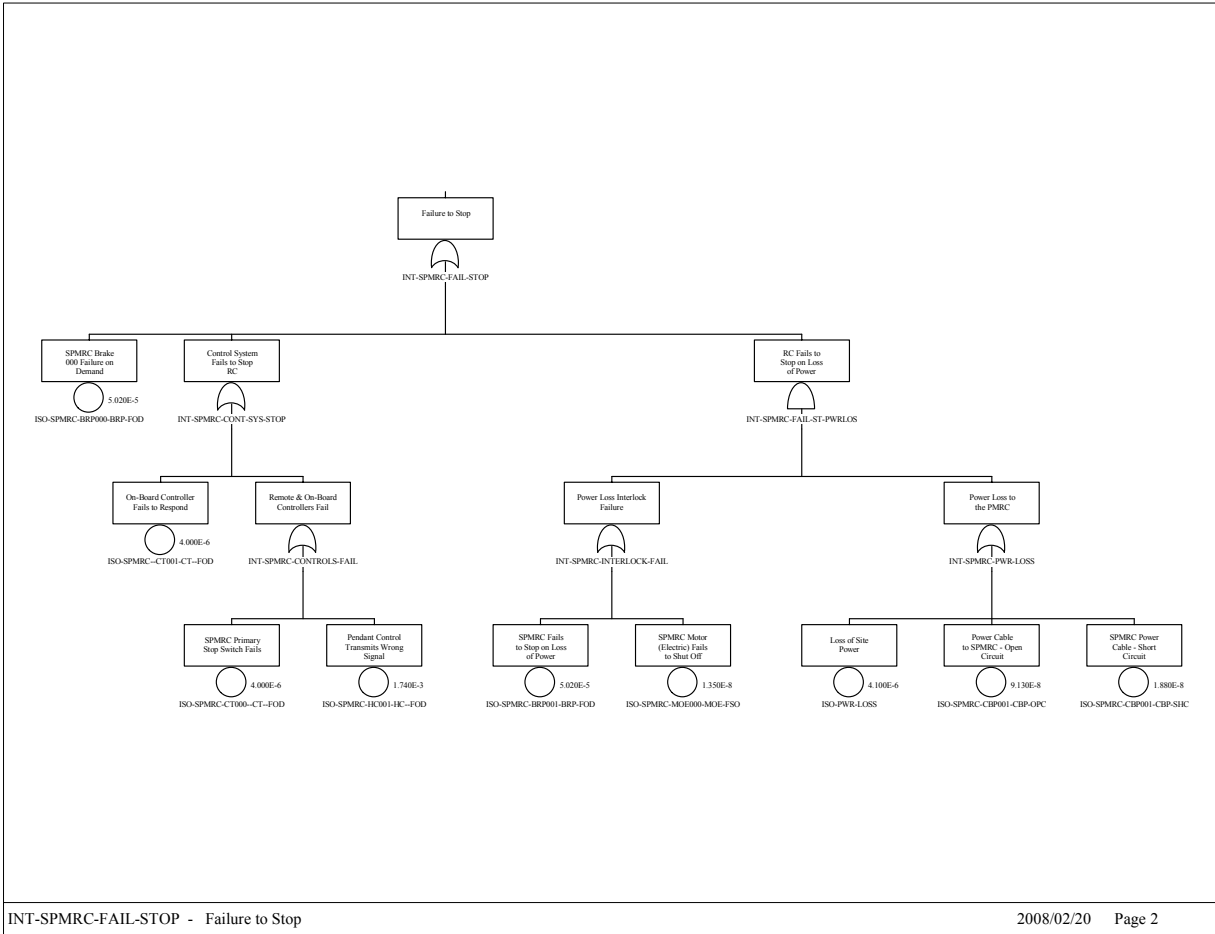 Failure to Stop
INT-SPMRC-FAIL-STOP
SPMRC Brake
000 Failure on
Demand
5.020E-5
ISO-SPMRC-BRP000-BRP-FOD
Control System
Fails to Stop
RC
INT-SPMRC-CONT-SYS-STOP
RC Fails to
Stop on Loss
of Power
INT-SPMRC-FAIL-ST-PWRLOS
On-Board Controller
Fails to Respond
4.000E-6
ISO-SPMRC--CT001-CT--FOD
Remote & On-Board
Controllers Fail
INT-SPMRC-CONTROLS-FAIL
Power Loss Interlock
Failure
INT-SPMRC-INTERLOCK-FAIL
Power Loss to
the PMRC
INT-SPMRC-PWR-LOSS
SPMRC Primary
Stop Switch Fails
4.000E-6
ISO-SPMRC-CT000--CT--FOD
Pendant Control
Transmits Wrong
Signal
1.740E-3
ISO-SPMRC-HC001-HC--FOD
SPMRC Fails
to Stop on Loss
of Power
5.020E-5
ISO-SPMRC-BRP001-BRP-FOD
SPMRC Motor
(Electric) Fails
to Shut Off
1.350E-8
ISO-SPMRC-MOE000-MOE-FSO
Loss of Site
Power
4.100E-6
ISO-PWR-LOSS
Power Cable
to SPMRC - Open
Circuit
9.130E-8
ISO-SPMRC-CBP001-CBP-OPC
SPMRC Power
Cable - Short
Circuit
1.880E-8
ISO-SPMRC-CBP001-CBP-SHC
INT-SPMRC-FAIL-STOP - Failure to Stop
2008/02/20 Page 2